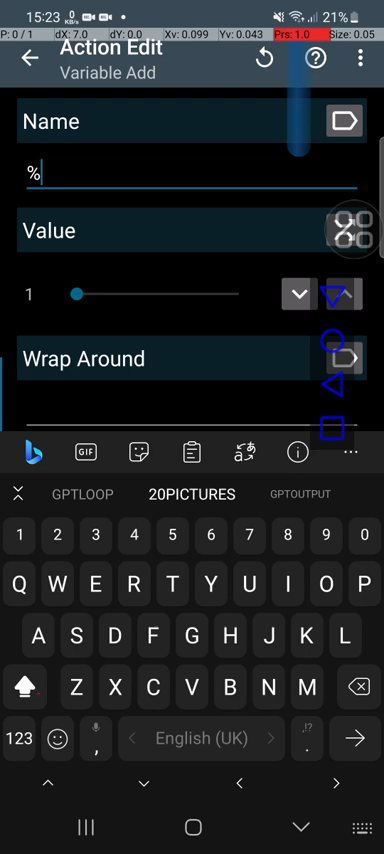 15:23 0 KB/s 21%
P: 0 / 1 dX: 7.0 dY: 0.0 Xv: 0.099 Yv: 0.043 Prs: 1.0 Size: 0.05
Action Edit
Variable Add
Name
%
Value
1
Wrap Around
GIF
GPTLOOP 20PICTURES GPTOUTPUT
1 2 3 4 5 6 7 8 9 0
Q W E R T Y U I O P
A S D F G H J K L
Z X C V B N M
123 , English (UK) ,!? .